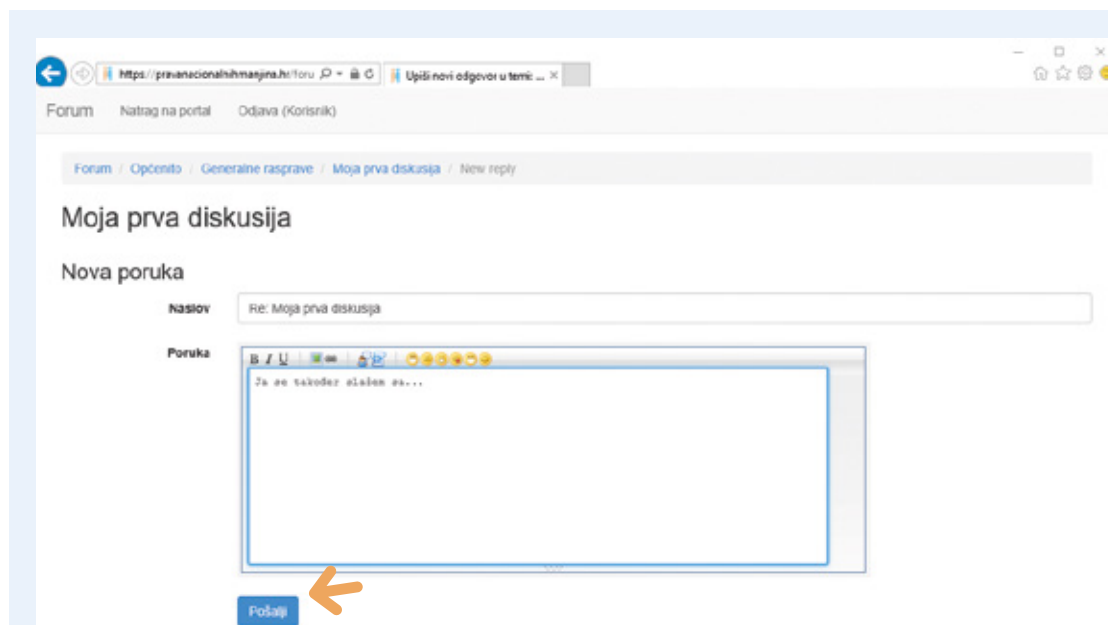 https://pravanacionalnihmanjina.hr/foru
Upiši novi odgovor u temi: ...
Forum Natrag na portal Odjava (Korisnik)
Forum / Općenito / Generalne rasprave / Moja prva diskusija / New reply
Moja prva diskusija
Nova poruka
Naslov Re: Moja prva diskusija
Poruka
B I U
Ja se također slažem sa...
Pošalji